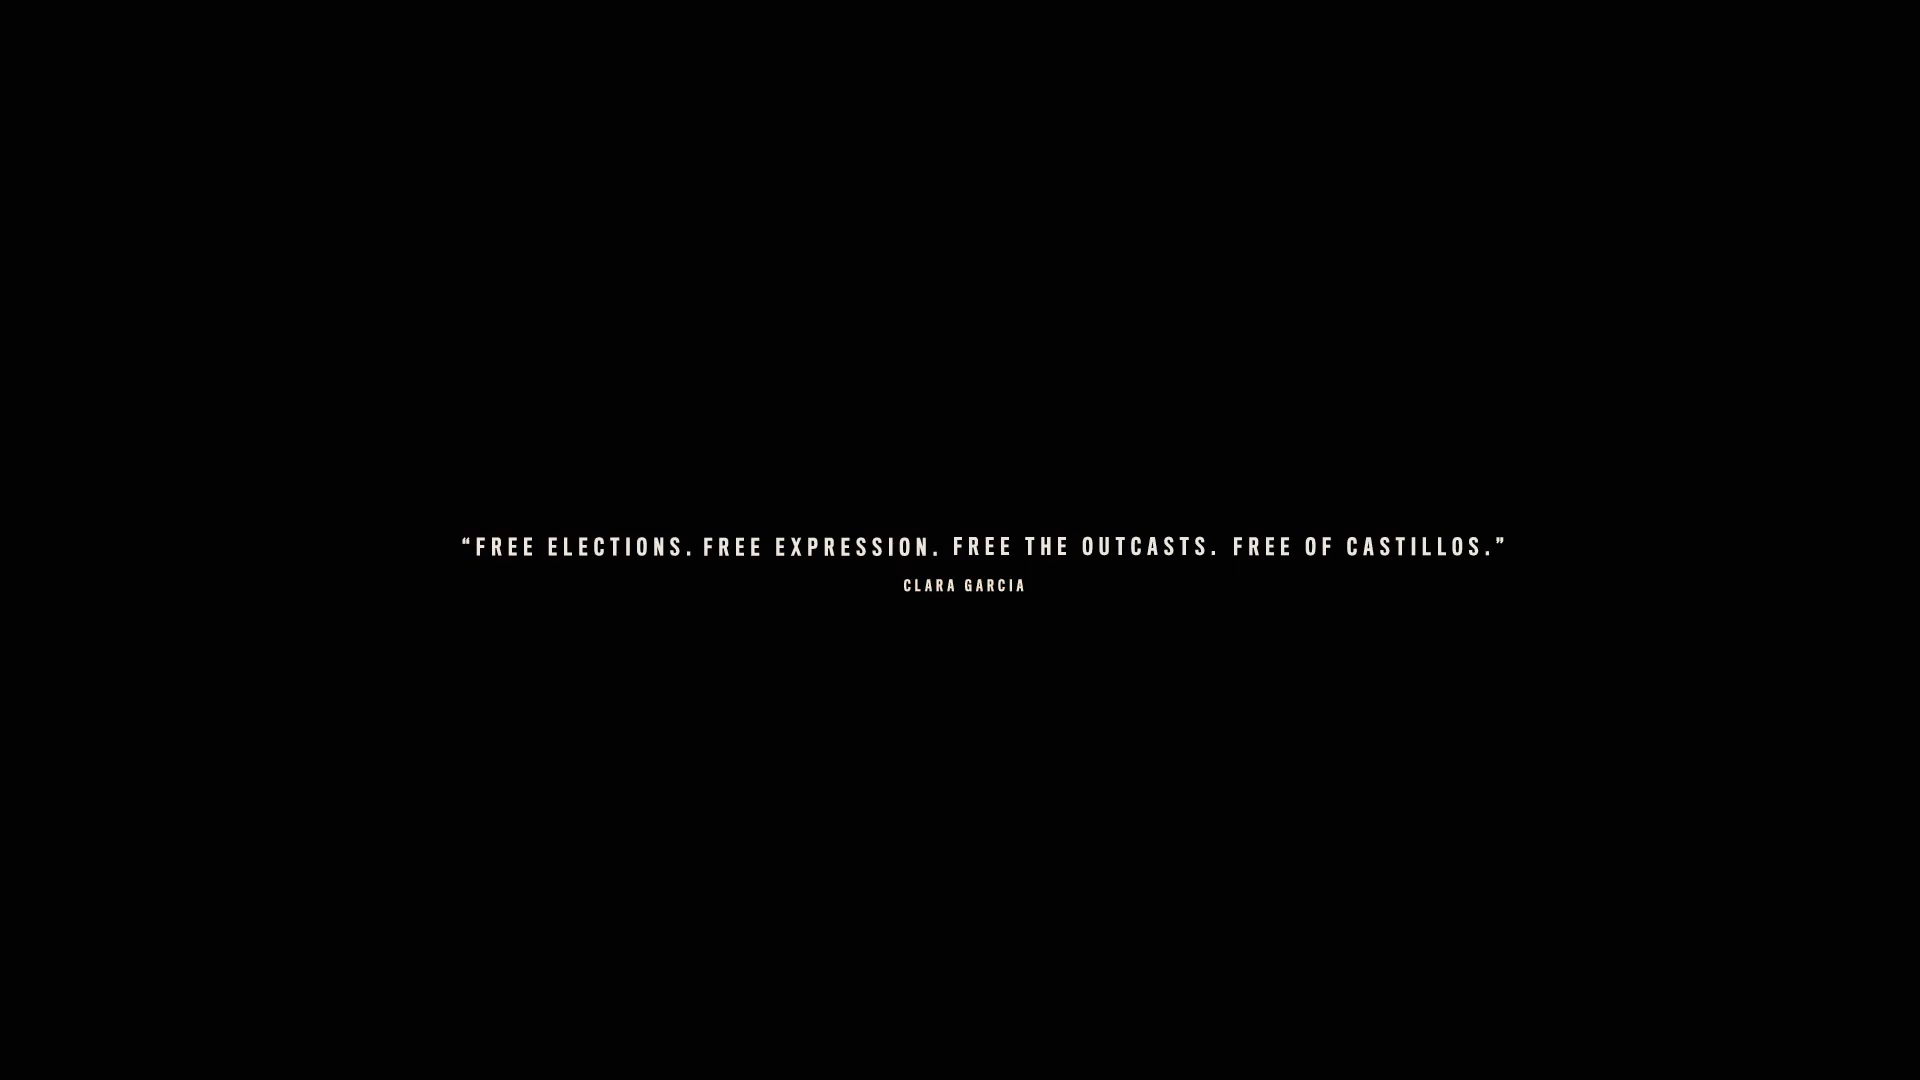 “FREE ELECTIONS. FREE EXPRESSION. FREE THE OUTCASTS. FREE OF CASTILLOS.”
CLARA GARCIA